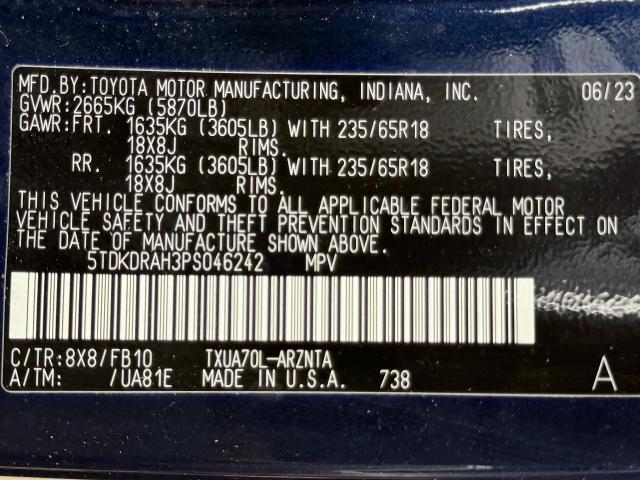 MFD.BY:TOYOTA MOTOR MANUFACTURING, INDIANA, INC. 06/23
GVWR:2665KG (5870LB)
GAWR:FRT. 1635KG (3605LB) WITH 235/65R18 TIRES,
18X8J RIMS.
RR. 1635KG (3605LB) WITH 235/65R18 TIRES,
18X8J RIMS.
THIS VEHICLE CONFORMS TO ALL APPLICABLE FEDERAL MOTOR
VEHICLE SAFETY AND THEFT PREVENTION STANDARDS IN EFFECT ON
THE DATE OF MANUFACTURE SHOWN ABOVE.
5TDKDRAH3PS046242 MPV
C/TR:8X8/FB10 TXUA70L-ARZNTA
A/TM: /UA81E MADE IN U.S.A. 738 A